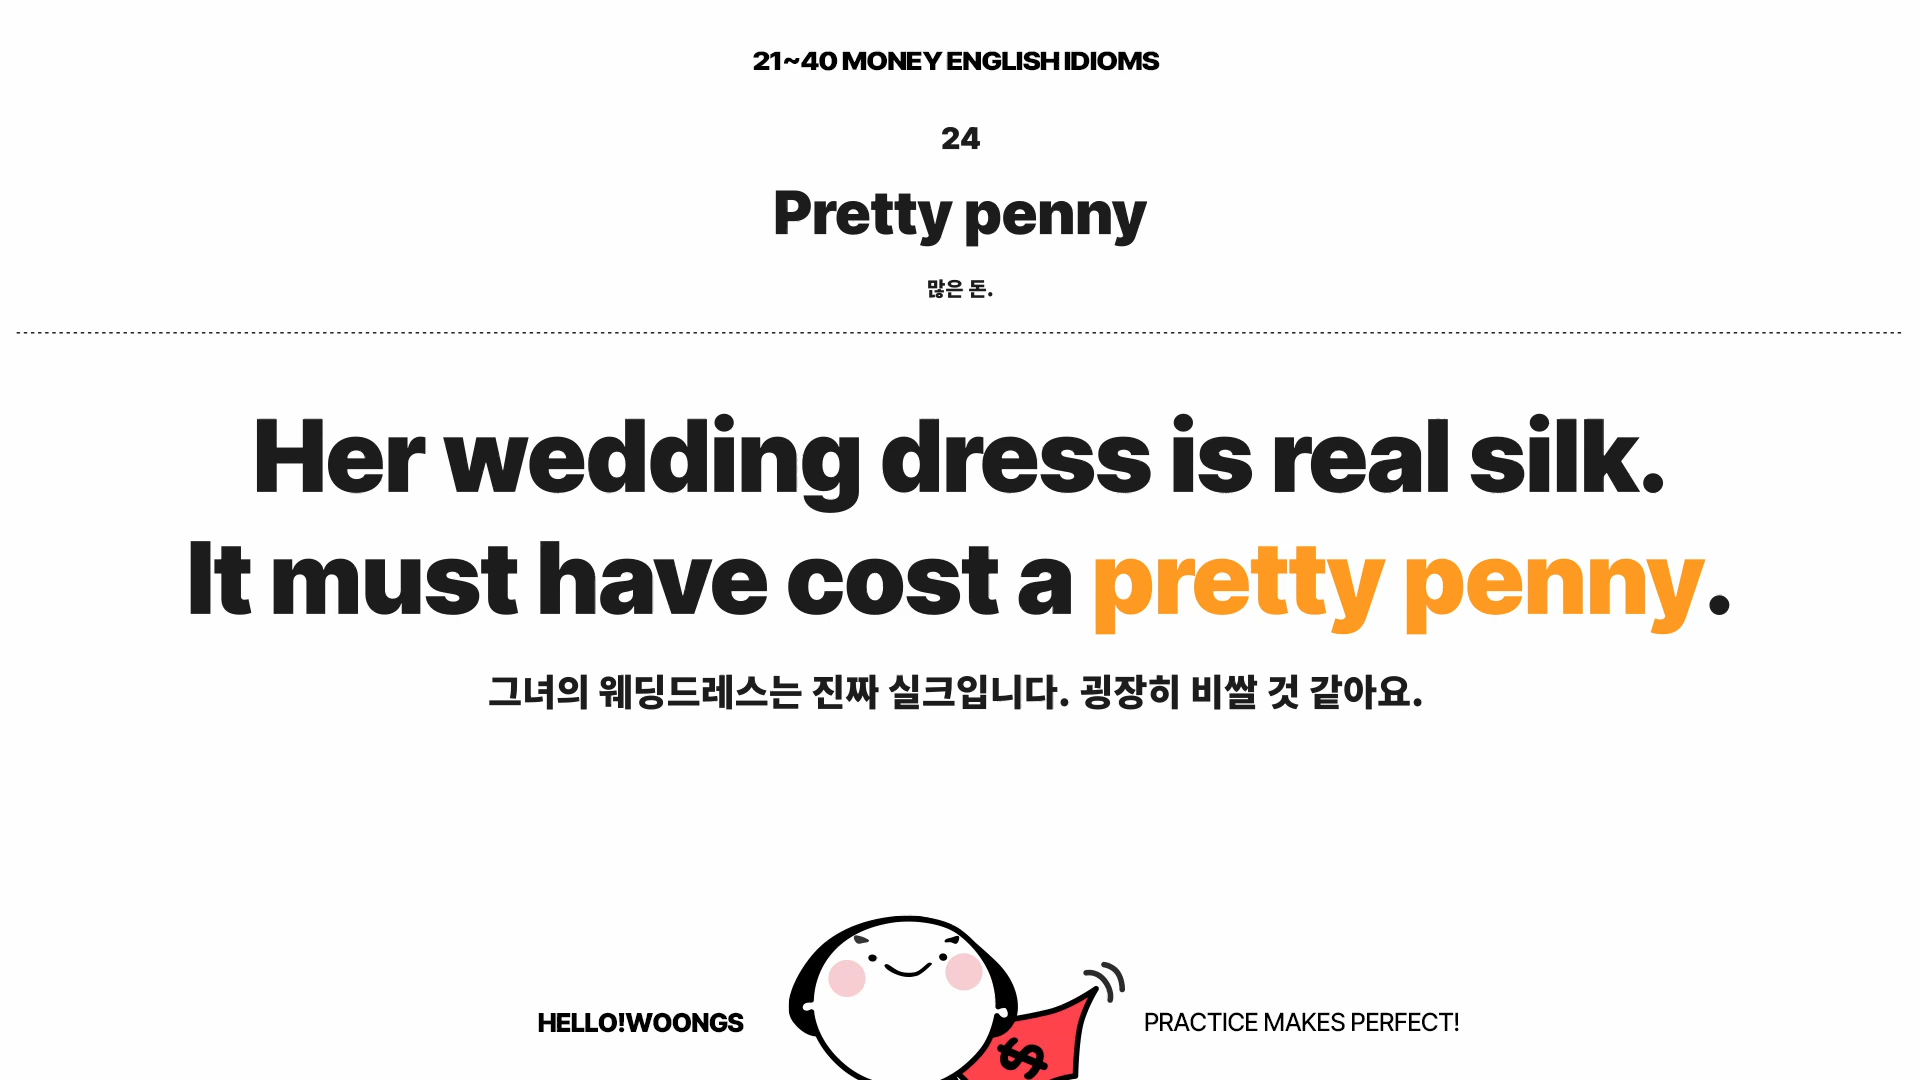 21~40 MONEY ENGLISH IDIOMS
24
Pretty penny
많은 돈.
Her wedding dress is real silk.
It must have cost a pretty penny.
그녀의 웨딩드레스는 진짜 실크입니다. 굉장히 비쌀 것 같아요.
HELLO!WOONGS
$
PRACTICE MAKES PERFECT!